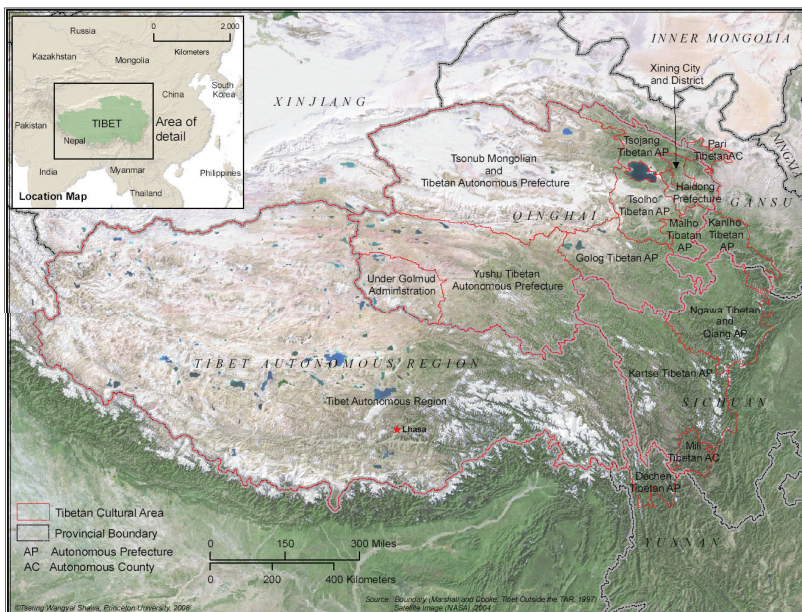 Russia
0
2,000
Kilometers
Kazakhstan
Mongolia
China
South
Korea
Pakistan
TIBET
Area of
detail
Nepal
India
Myanmar
Philippines
Thailand
Location Map
INNER MONGOLIA
XINJIANG
Xining City
and District
NINGXIA
Tsonub Mongolian
and
Tibetan Autonomous Prefecture
Tsojang
Tibetan AP
Pari
TibetanAC
Haidong
Prefecture
GANSU
QINGHAI
Tsolho
Tibetan AP
Malho
Tibatan
AP
Kanlho
Tibetan
AP
Golog Tibetan AP
Under Golmud
Administration
Yushu Tibetan
Autonomous Prefecture
Ngawa Tibetan
and
Qiang AP
TIBET AUTONOMOUS REGION
Tibet Autonomous Region
Kartse Tibetan AP
SICHUAN
Lhasa
Mili
Tibetan AC
Dechen
Tibetan AP
YUNNAN
Tibetan Cultural Area
Provincial Boundary
AP Autonomous Prefecture
AC Autonomous County
0 150 300 Miles
0 200 400 Kilometers
©Tsering Wangyal Shawa, Princeton University, 2008
Source: Boundary (Marshall and Cooke, Tibet Outside the TAR, 1997)
Satellite Image (NASA), 2004